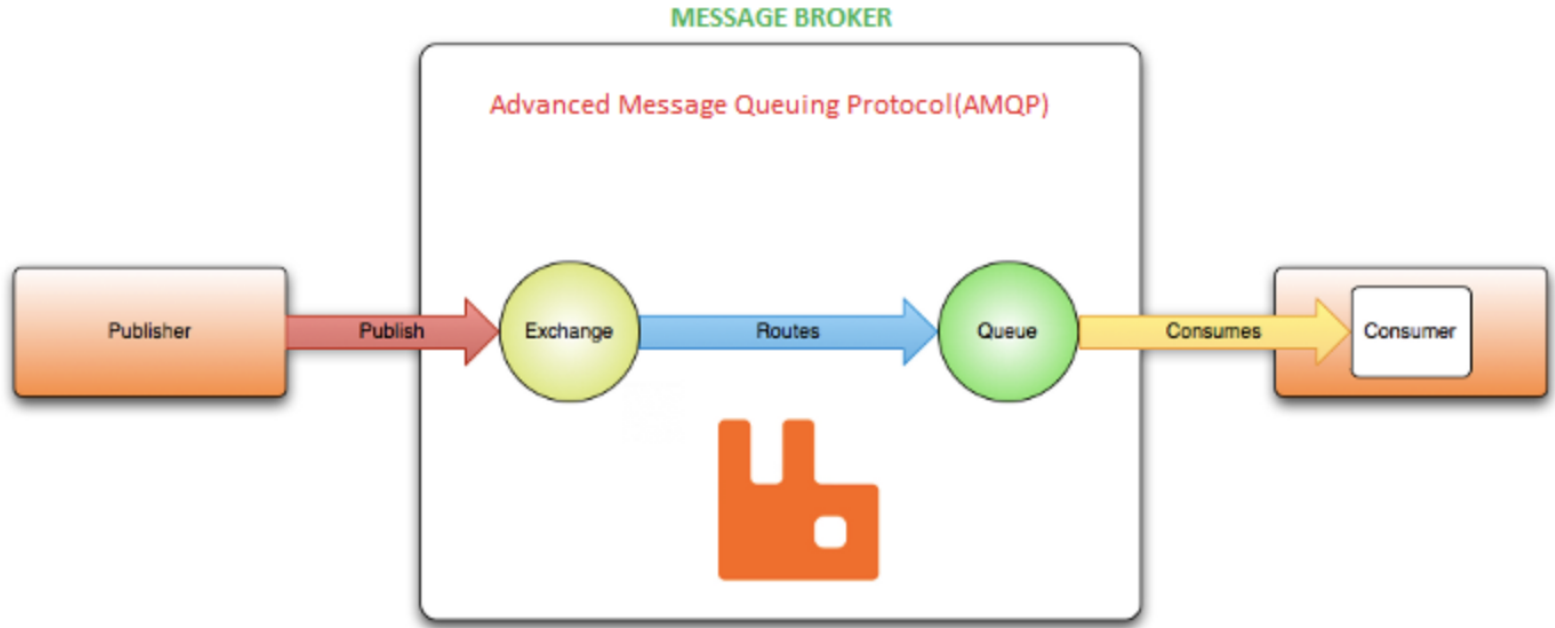 MESSAGE BROKER
Advanced Message Queuing Protocol(AMQP)
Publisher
Publish
Exchange
Routes
Queue
Consumes
Consumer